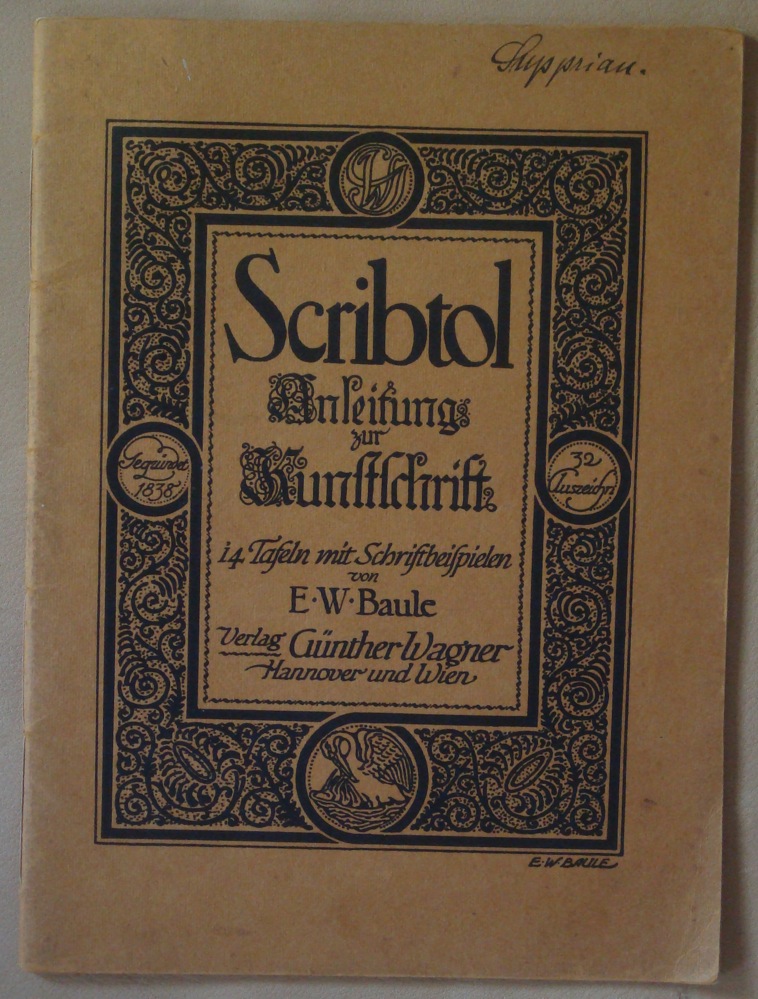 Scribtol
Anleitung
zur
Kunſtſchrift
Gegründet
1838
32
Auszeichn.
14 Tafeln mit Schriftbeiſpielen
von
E·W·Baule
Verlag Günther Wagner
Hannover und Wien
E·W·BAULE